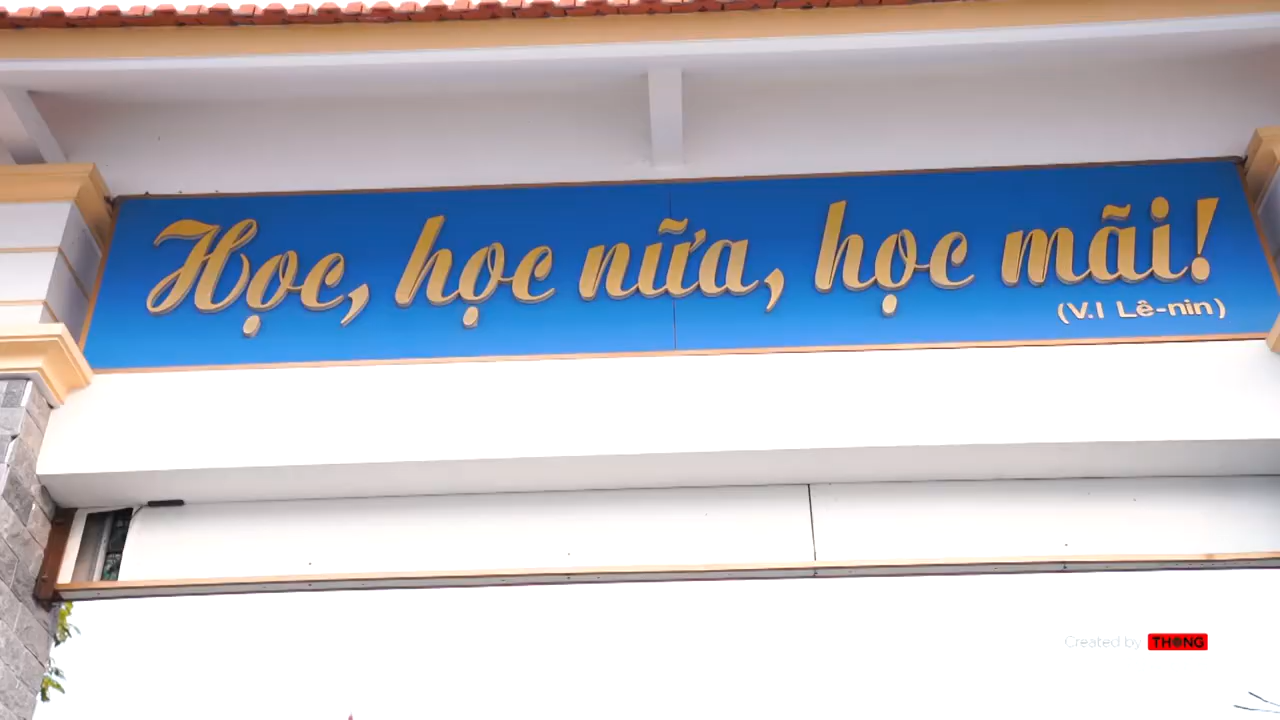 Học, học nữa, học mãi!
(V.I Lê-nin)
Created by THONG